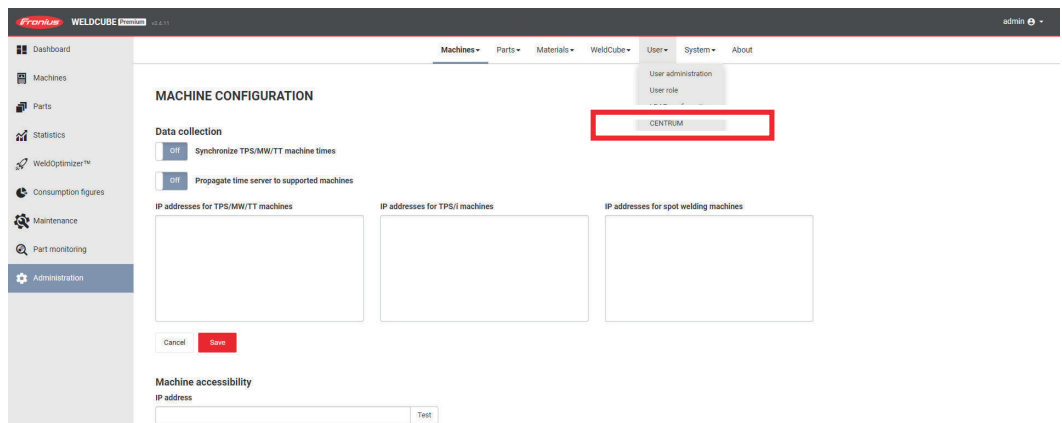 Fronius WELDCUBE Premium v2.4.11 admin
Dashboard
Machines
Parts
Statistics
WeldOptimizer™
Consumption figures
Maintenance
Part monitoring
Administration
Machines Parts Materials WeldCube User System About
User administration
User role
CENTRUM
MACHINE CONFIGURATION
Data collection
Off Synchronize TPS/MW/TT machine times
Off Propagate time server to supported machines
IP addresses for TPS/MW/TT machines IP addresses for TPS/i machines IP addresses for spot welding machines
Cancel Save
Machine accessibility
IP address
Test